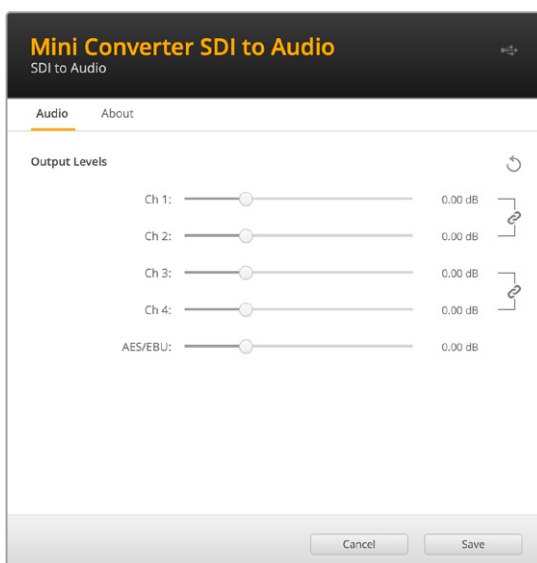 Mini Converter SDI to Audio
SDI to Audio
Audio About
Output Levels
Ch 1: 0.00 dB
Ch 2: 0.00 dB
Ch 3: 0.00 dB
Ch 4: 0.00 dB
AES/EBU: 0.00 dB
Cancel Save